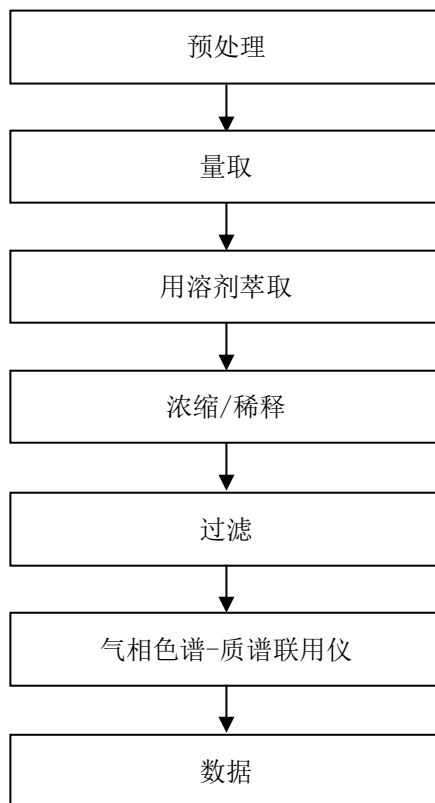 预处理
量取
用溶剂萃取
浓缩/稀释
过滤
气相色谱-质谱联用仪
数据